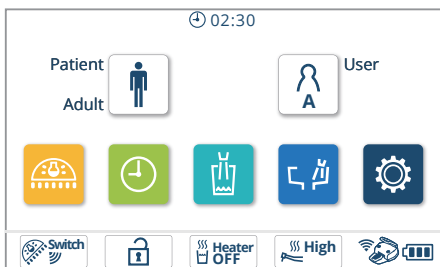 02:30
Patient
User
Adult
A
Switch
Heater
OFF
High